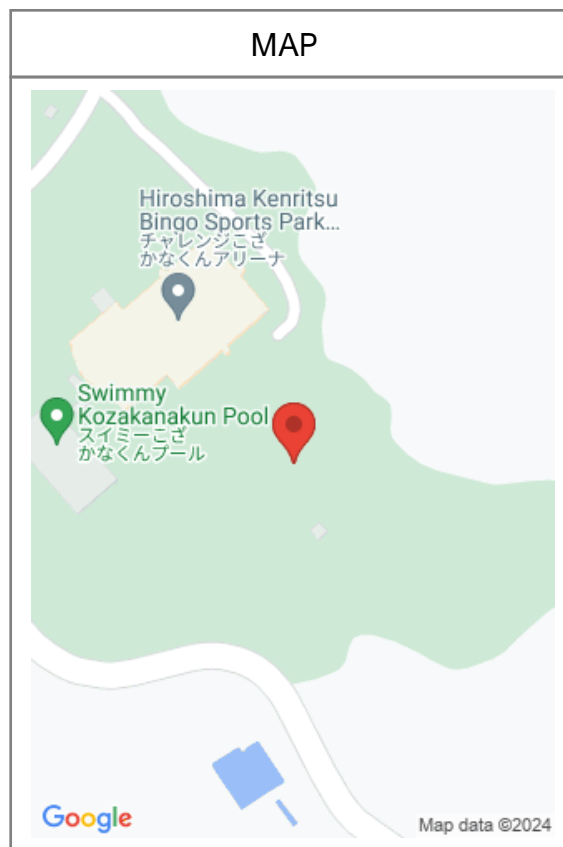 MAP
Hiroshima Kenritsu
Bingo Sports Park...
チャレンジこざ
かなくんアリーナ
Swimmy
Kozakanakun Pool
スイミーこざ
かなくんプール
Google
Map data ©2024